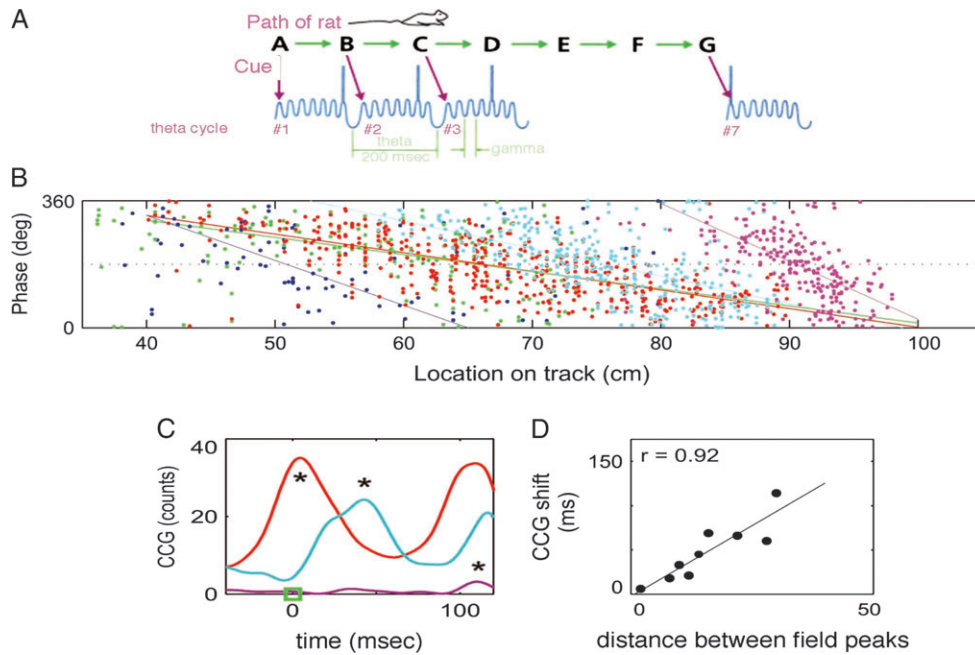 A
Path of rat
A B C D E F G
Cue
theta cycle
#1 #2 #3 #7
theta
200 msec
gamma
B
Phase (deg)
360
0
40 50 60 70 80 90 100
Location on track (cm)
C
CCG (counts)
40
20
0
* * *
0 100
time (msec)
D
r = 0.92
CCG shift
(ms)
150
0
0 50
distance between field peaks